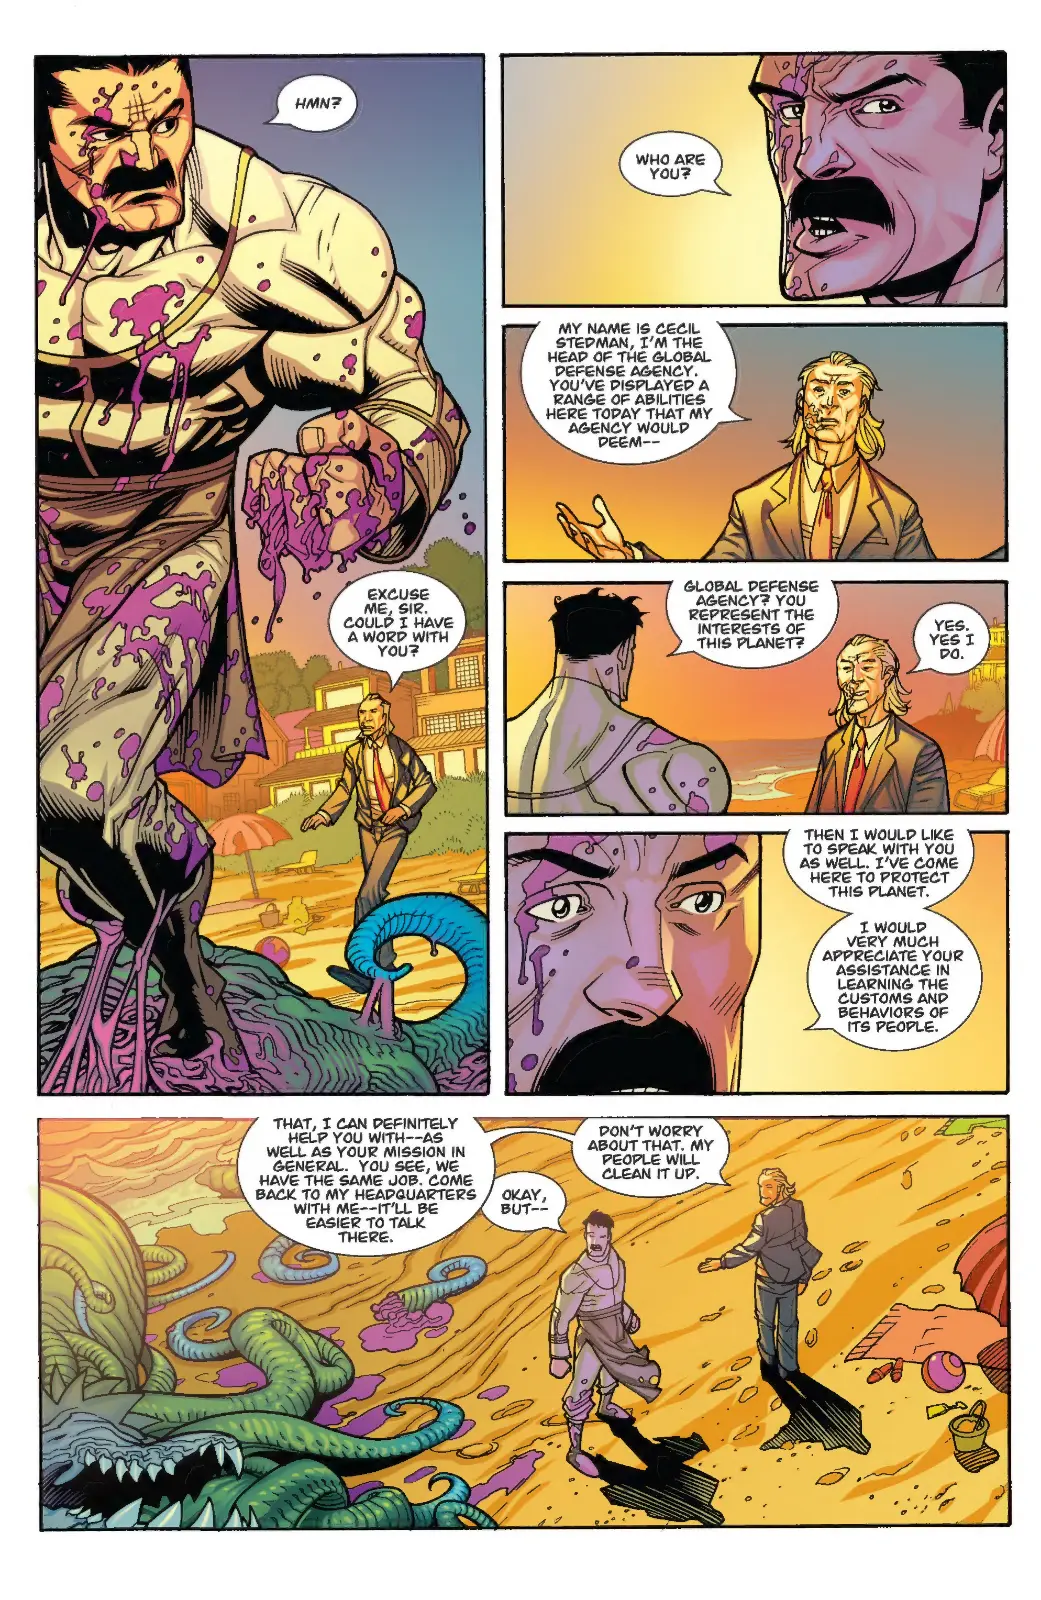 HMN?
EXCUSE
ME, SIR.
COULD I HAVE
A WORD WITH
YOU?
WHO ARE
YOU?
MY NAME IS CECIL
STEDMAN, I'M THE
HEAD OF THE GLOBAL
DEFENSE AGENCY.
YOU'VE DISPLAYED A
RANGE OF ABILITIES
HERE TODAY THAT MY
AGENCY WOULD
DEEM--
GLOBAL DEFENSE
AGENCY? YOU
REPRESENT THE
INTERESTS OF
THIS PLANET?
YES.
YES I
DO.
THEN I WOULD LIKE
TO SPEAK WITH YOU
AS WELL. I'VE COME
HERE TO PROTECT
THIS PLANET.
I WOULD
VERY MUCH
APPRECIATE YOUR
ASSISTANCE IN
LEARNING THE
CUSTOMS AND
BEHAVIORS OF
ITS PEOPLE.
THAT, I CAN DEFINITELY
HELP YOU WITH--AS
WELL AS YOUR MISSION IN
GENERAL. YOU SEE, WE
HAVE THE SAME JOB. COME
BACK TO MY HEADQUARTERS
WITH ME--IT'LL BE
EASIER TO TALK
THERE.
OKAY,
BUT--
DON'T WORRY
ABOUT THAT. MY
PEOPLE WILL
CLEAN IT UP.